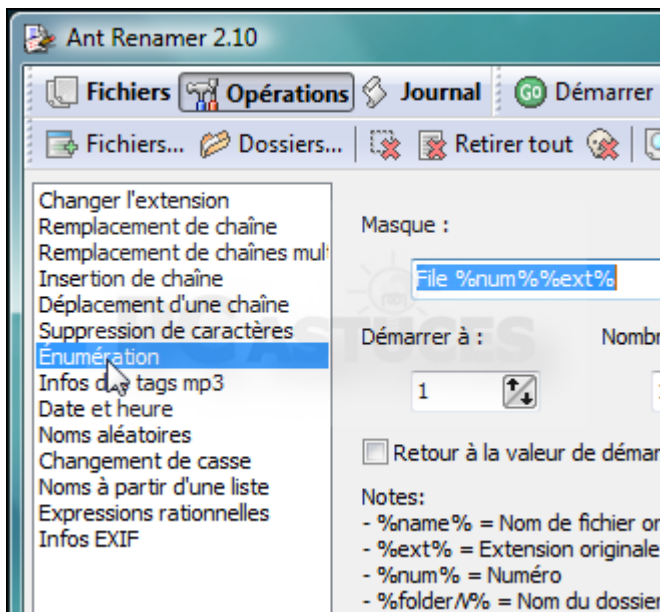 Ant Renamer 2.10
Fichiers Opérations Journal Démarrer
Fichiers... Dossiers... Retirer tout
Changer l'extension
Remplacement de chaîne
Remplacement de chaînes mul
Insertion de chaîne
Déplacement d'une chaîne
Suppression de caractères
Énumération
Infos des tags mp3
Date et heure
Noms aléatoires
Changement de casse
Noms à partir d'une liste
Expressions rationnelles
Infos EXIF
Masque :
File %num%%ext%
Démarrer à : Nombr
1
Retour à la valeur de démar
Notes:
- %name% = Nom de fichier or
- %ext% = Extension originale
- %num% = Numéro
- %folder/\/% = Nom du dossier
PC ASTUCES